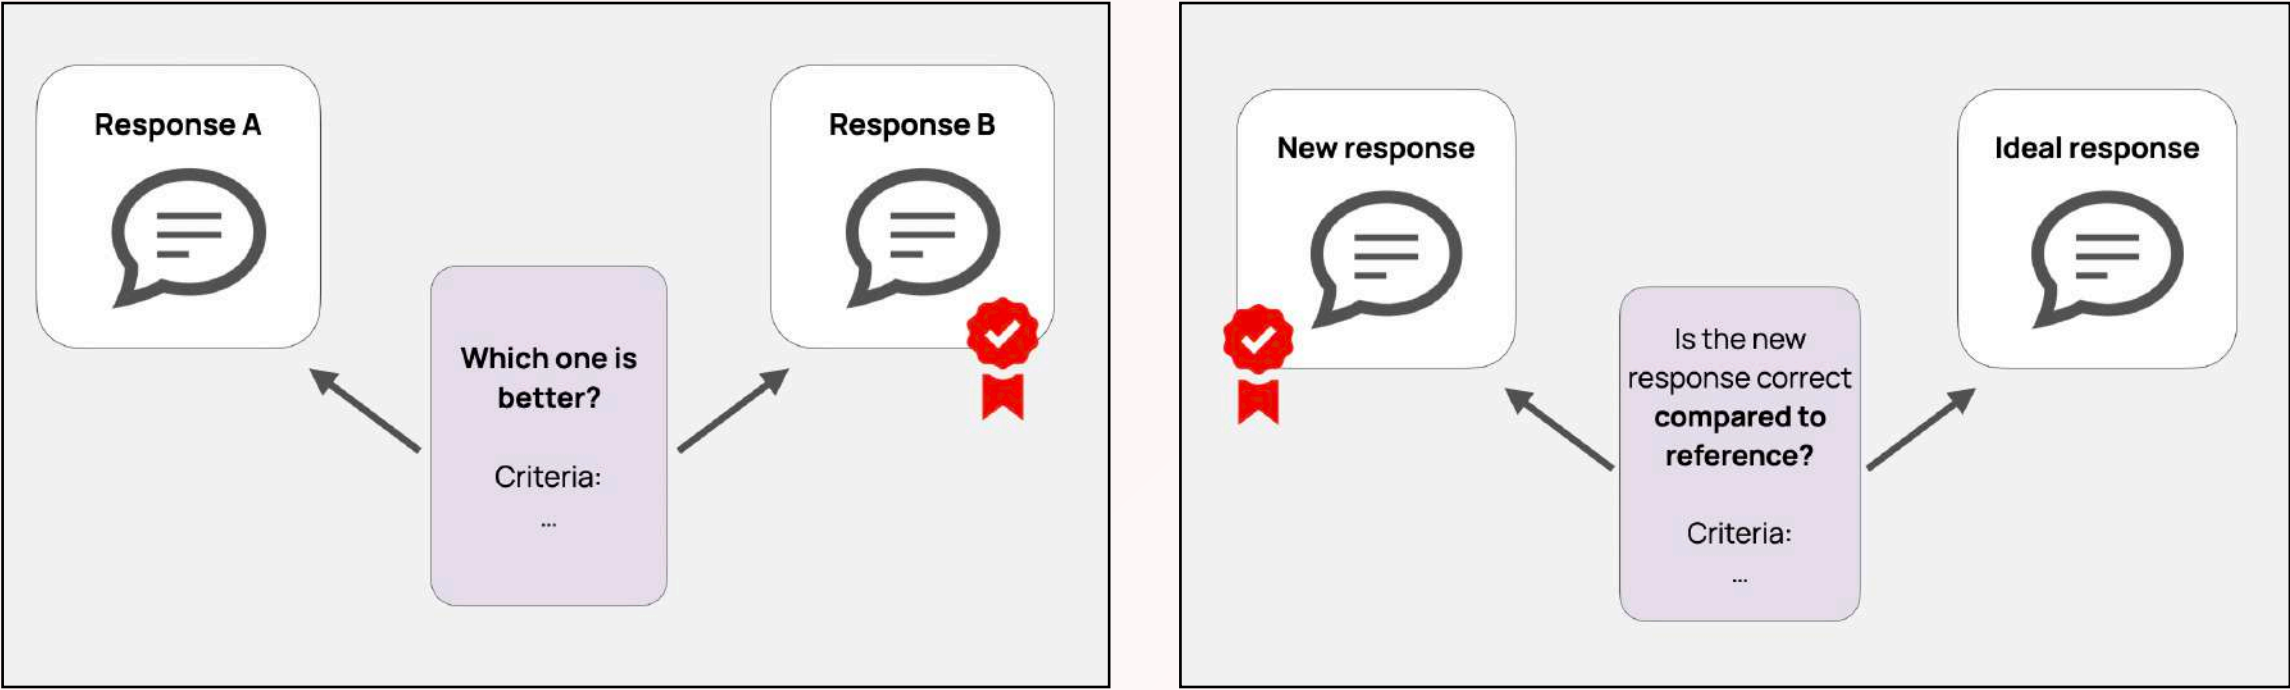 Response A
Response B
Which one is
better?
Criteria:
...
New response
Ideal response
Is the new
response correct
compared to
reference?
Criteria:
...